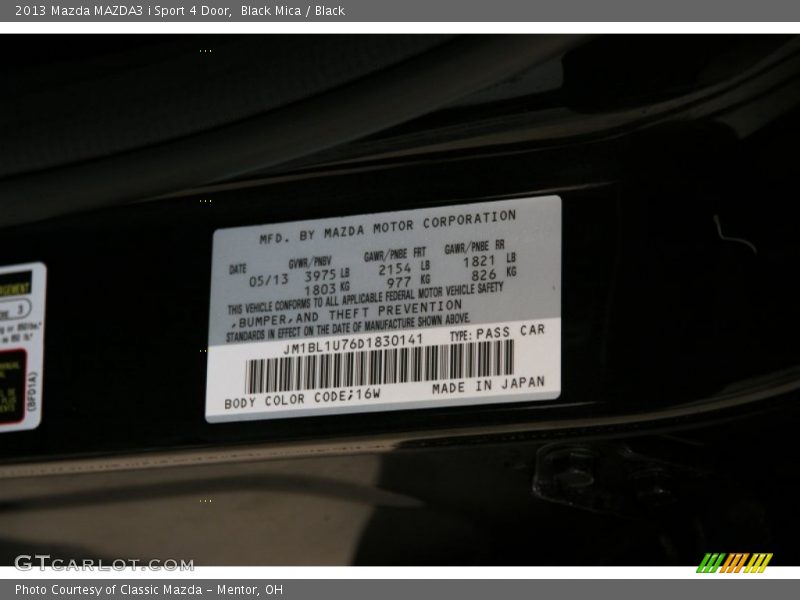 2013 Mazda MAZDA3 i Sport 4 Door,  Black Mica / Black
MFD. BY MAZDA MOTOR CORPORATION
DATE GVWR/PNBV GAWR/PNBE FRT GAWR/PNBE RR
05/13 3975 LB 2154 LB 1821 LB
1803 KG 977 KG 826 KG
THIS VEHICLE CONFORMS TO ALL APPLICABLE FEDERAL MOTOR VEHICLE SAFETY
,BUMPER,AND THEFT PREVENTION
STANDARDS IN EFFECT ON THE DATE OF MANUFACTURE SHOWN ABOVE.
JM1BL1U76D1830141 TYPE: PASS CAR
BODY COLOR CODE;16W MADE IN JAPAN
(BFD1A)
GTCARLOT.COM
Photo Courtesy of Classic Mazda – Mentor, OH